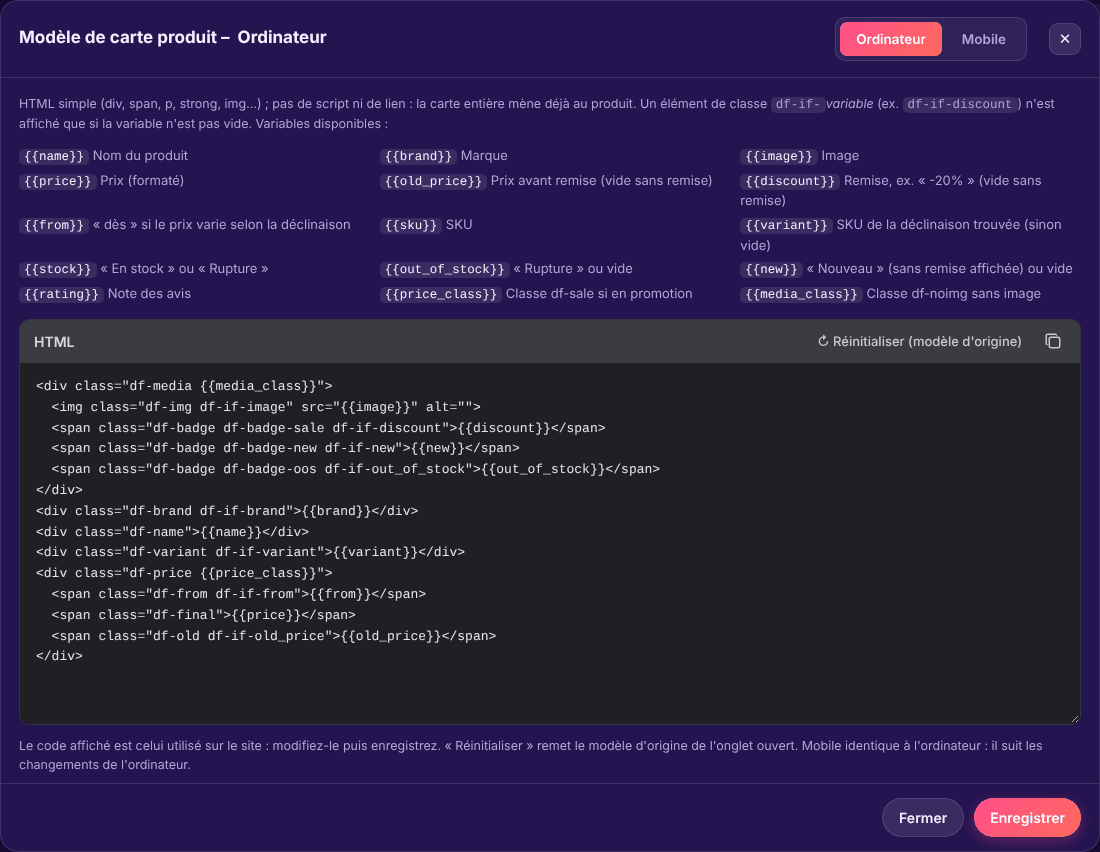 Modèle de carte produit – Ordinateur
Ordinateur
Mobile
✕
HTML simple (div, span, p, strong, img…) ; pas de script ni de lien : la carte entière mène déjà au produit. Un élément de classe df-if-variable (ex. df-if-discount ) n'est
affiché que si la variable n'est pas vide. Variables disponibles :
{{name}} Nom du produit
{{brand}} Marque
{{image}} Image
{{price}} Prix (formaté)
{{old_price}} Prix avant remise (vide sans remise)
{{discount}} Remise, ex. « -20% » (vide sans
remise)
{{from}} « dès » si le prix varie selon la déclinaison
{{sku}} SKU
{{variant}} SKU de la déclinaison trouvée (sinon
vide)
{{stock}} « En stock » ou « Rupture »
{{out_of_stock}} « Rupture » ou vide
{{new}} « Nouveau » (sans remise affichée) ou vide
{{rating}} Note des avis
{{price_class}} Classe df-sale si en promotion
{{media_class}} Classe df-noimg sans image
HTML
↻ Réinitialiser (modèle d'origine)
<div class="df-media {{media_class}}">
  <img class="df-img df-if-image" src="{{image}}" alt="">
  <span class="df-badge df-badge-sale df-if-discount">{{discount}}</span>
  <span class="df-badge df-badge-new df-if-new">{{new}}</span>
  <span class="df-badge df-badge-oos df-if-out_of_stock">{{out_of_stock}}</span>
</div>
<div class="df-brand df-if-brand">{{brand}}</div>
<div class="df-name">{{name}}</div>
<div class="df-variant df-if-variant">{{variant}}</div>
<div class="df-price {{price_class}}">
  <span class="df-from df-if-from">{{from}}</span>
  <span class="df-final">{{price}}</span>
  <span class="df-old df-if-old_price">{{old_price}}</span>
</div>
Le code affiché est celui utilisé sur le site : modifiez-le puis enregistrez. « Réinitialiser » remet le modèle d'origine de l'onglet ouvert. Mobile identique à l'ordinateur : il suit les
changements de l'ordinateur.
Fermer
Enregistrer